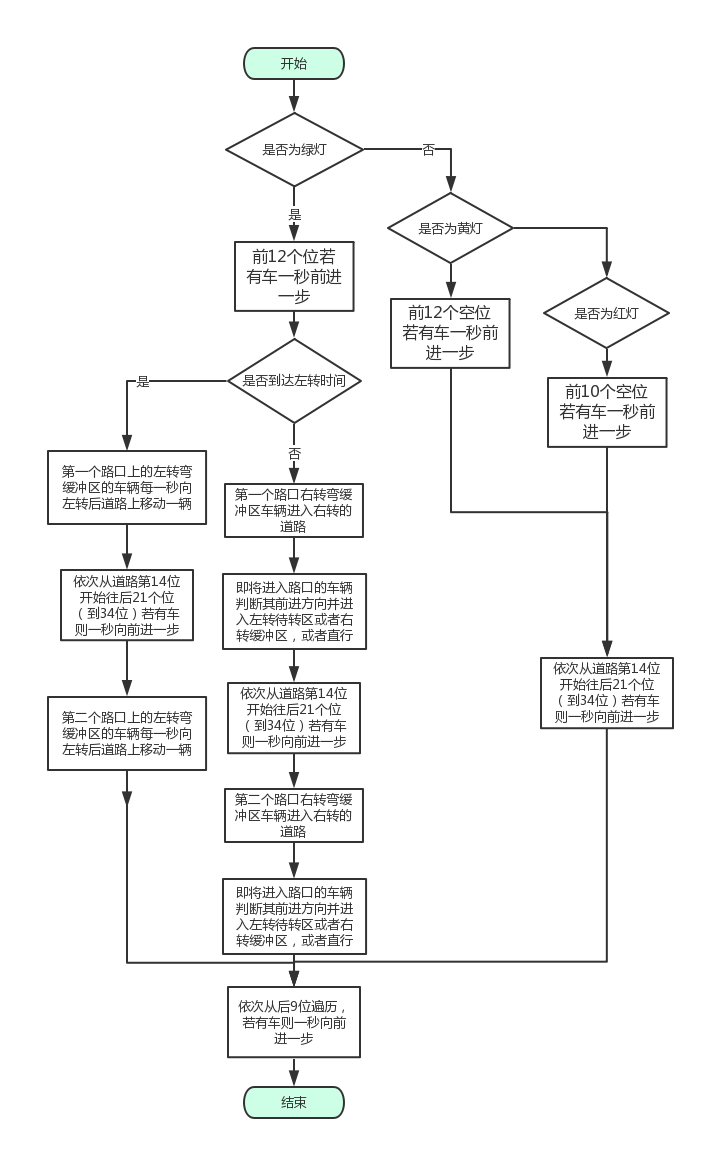 开始
是否为绿灯
否
是
是否为黄灯
前12个位若
有车一秒前进
一步
前12个空位
若有车一秒前
进一步
是否为红灯
是否到达左转时间
是
否
前10个空位
若有车一秒前
进一步
第一个路口上的左转弯
缓冲区的车辆每一秒向
左转后道路上移动一辆
第一个路口右转弯缓
冲区车辆进入右转的
道路
依次从道路第14位
开始往后21个位
（到34位）若有车
则一秒向前进一步
即将进入路口的车辆
判断其前进方向并进
入左转待转区或者右
转缓冲区，或者直行
依次从道路第14位
开始往后21个位
（到34位）若有车
则一秒向前进一步
第二个路口上的左转弯
缓冲区的车辆每一秒向
左转后道路上移动一辆
依次从道路第14位
开始往后21个位
（到34位）若有车
则一秒向前进一步
第二个路口右转弯缓
冲区车辆进入右转的
道路
即将进入路口的车辆
判断其前进方向并进
入左转待转区或者右
转缓冲区，或者直行
依次从后9位遍历，
若有车则一秒向前
进一步
结束